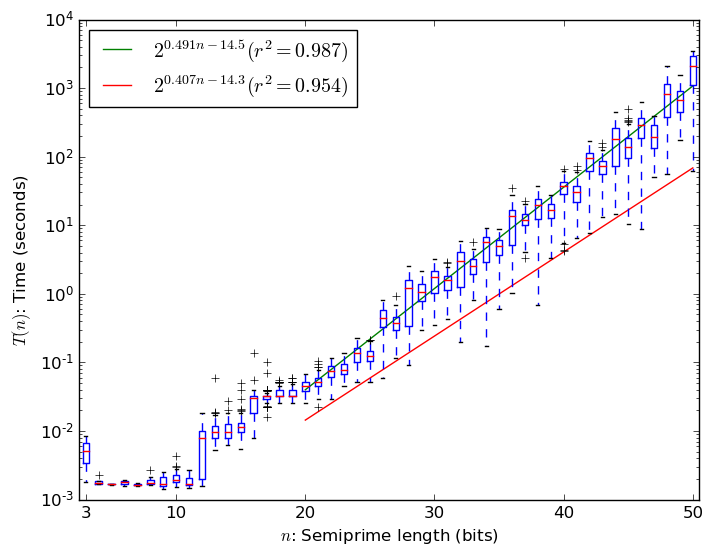 10^4
10^3
10^2
10^1
10^0
10^-1
10^-2
10^-3
T(n): Time (seconds)
2^{0.491n−14.5}(r^2 = 0.987)
2^{0.407n−14.3}(r^2 = 0.954)
3 10 20 30 40 50
n: Semiprime length (bits)